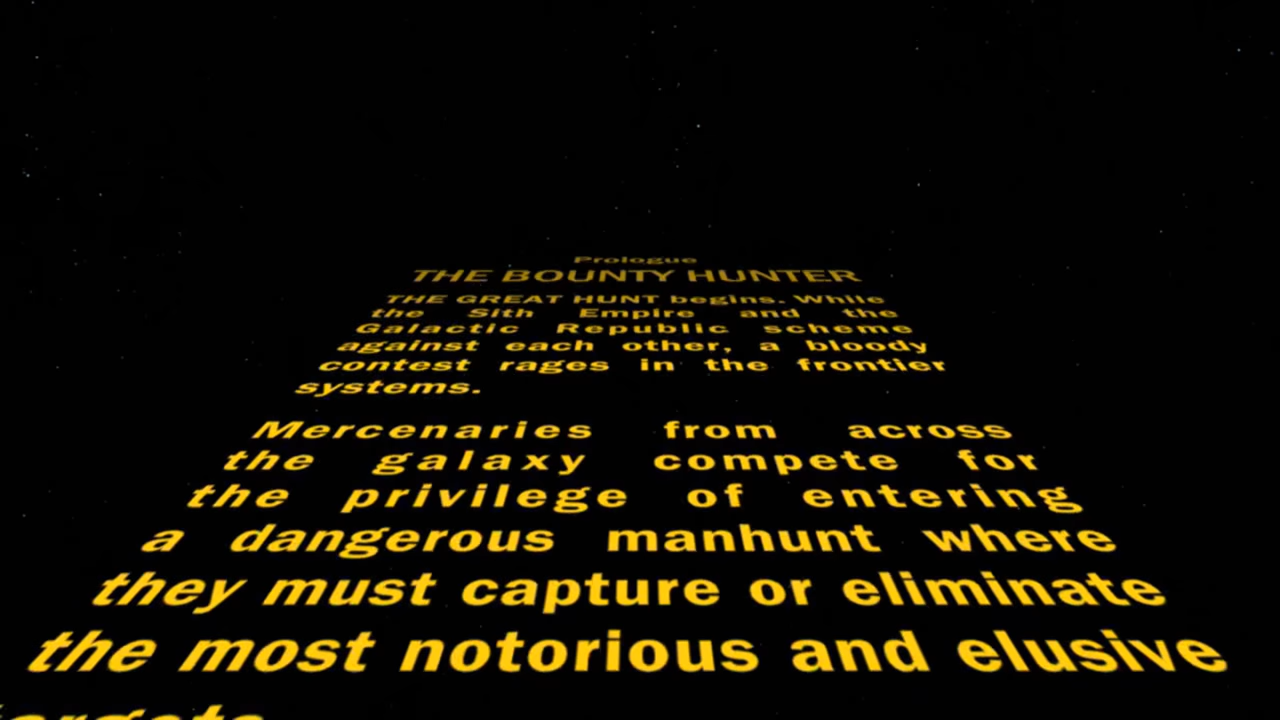 Prologue
THE BOUNTY HUNTER
THE GREAT HUNT begins. While
the Sith Empire and the
Galactic Republic scheme
against each other, a bloody
contest rages in the frontier
systems.
Mercenaries from across
the galaxy compete for
the privilege of entering
a dangerous manhunt where
they must capture or eliminate
the most notorious and elusive